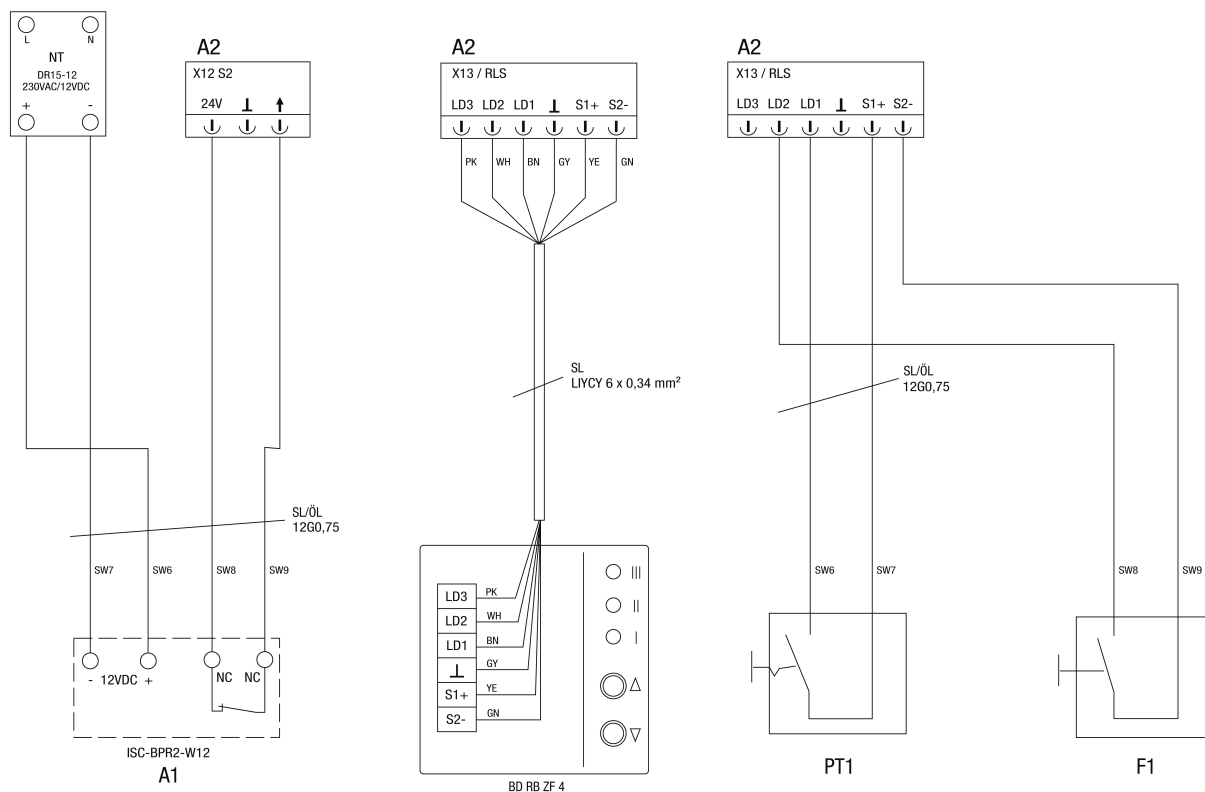 L N
NT
DR15-12
230VAC/12VDC
+ -
A2
X12 S2
24V
SL/ÖL
12G0,75
SW7 SW6 SW8 SW9
- 12VDC + NC NC
ISC-BPR2-W12
A1
A2
X13 / RLS
LD3 LD2 LD1 S1+ S2-
PK WH BN GY YE GN
SL
LIYCY 6 x 0,34 mm²
LD3 PK
LD2 WH
LD1 BN
GY
S1+ YE
S2- GN
III
II
I
BD RB ZF 4
A2
X13 / RLS
LD3 LD2 LD1 S1+ S2-
SL/ÖL
12G0,75
SW6 SW7 SW8 SW9
PT1
F1